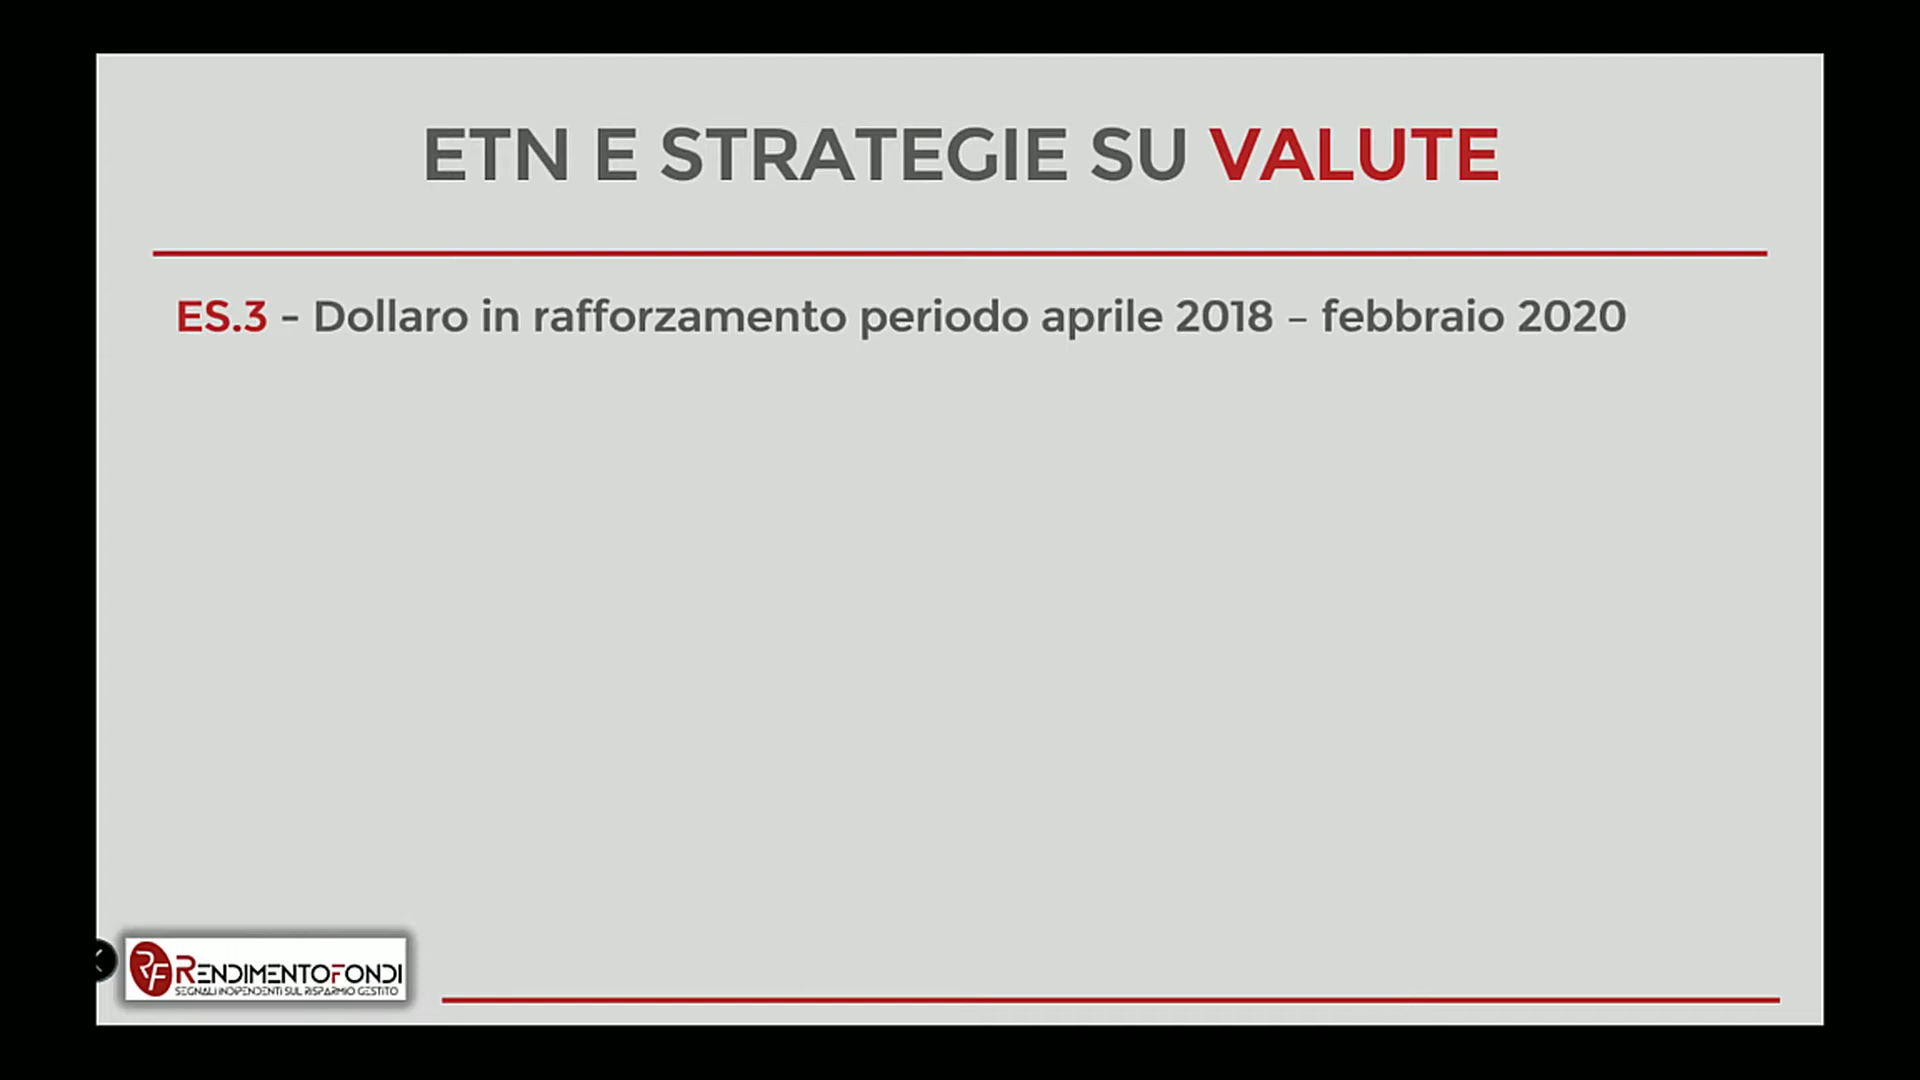 ETN E STRATEGIE SU VALUTE
ES.3 - Dollaro in rafforzamento periodo aprile 2018 – febbraio 2020
RF RENDIMENTOFONDI
SEGNALI INDIPENDENTI SUL RISPARMIO GESTITO